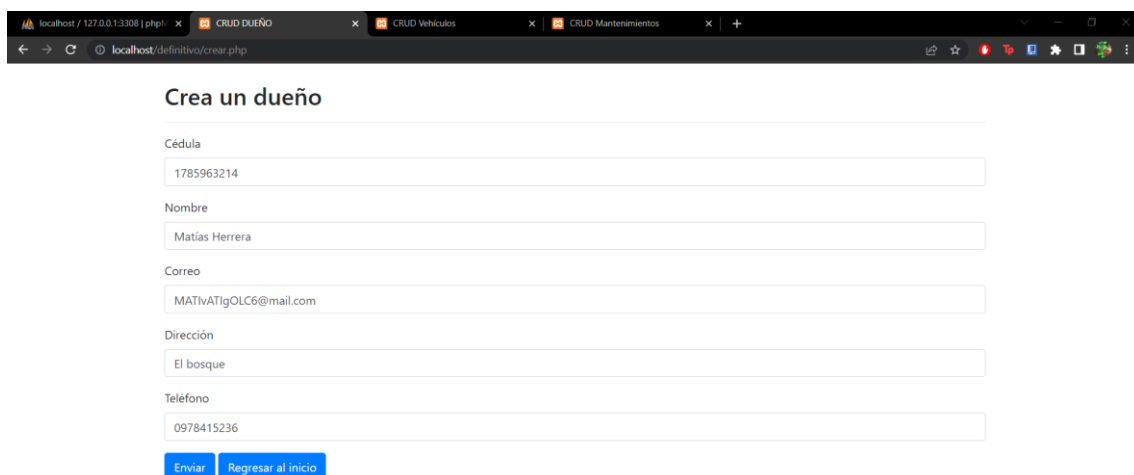 localhost / 127.0.0.1:3308 | phpM CRUD DUEÑO CRUD Vehículos CRUD Mantenimientos
localhost/definitivo/crear.php
Crea un dueño
Cédula
1785963214
Nombre
Matías Herrera
Correo
MATIvATIgOLC6@mail.com
Dirección
El bosque
Teléfono
0978415236
Enviar Regresar al inicio